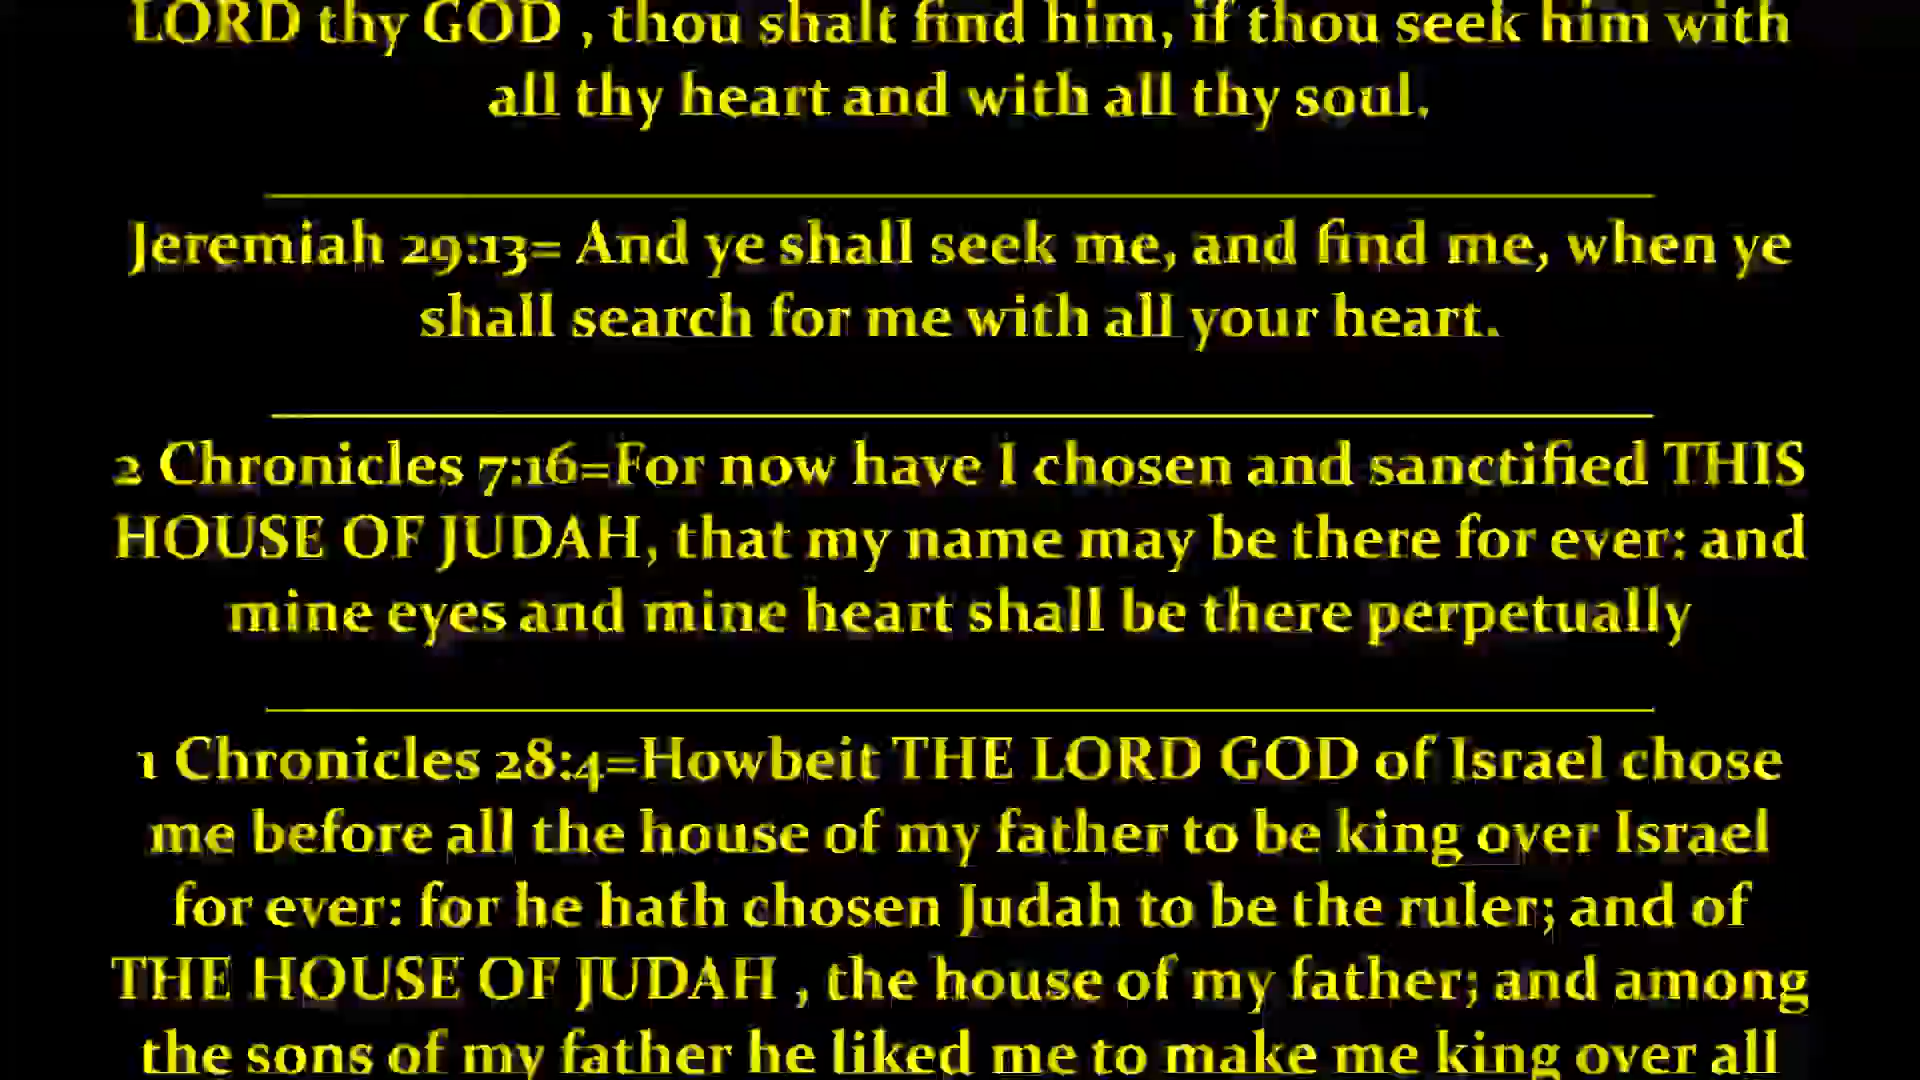 LORD thy GOD , thou shalt find him, if thou seek him with
all thy heart and with all thy soul.
Jeremiah 29:13= And ye shall seek me, and find me, when ye
shall search for me with all your heart.
2 Chronicles 7:16=For now have I chosen and sanctified THIS
HOUSE OF JUDAH, that my name may be there for ever: and
mine eyes and mine heart shall be there perpetually
1 Chronicles 28:4=Howbeit THE LORD GOD of Israel chose
me before all the house of my father to be king over Israel
for ever: for he hath chosen Judah to be the ruler; and of
THE HOUSE OF JUDAH , the house of my father; and among
the sons of my father he liked me to make me king over all